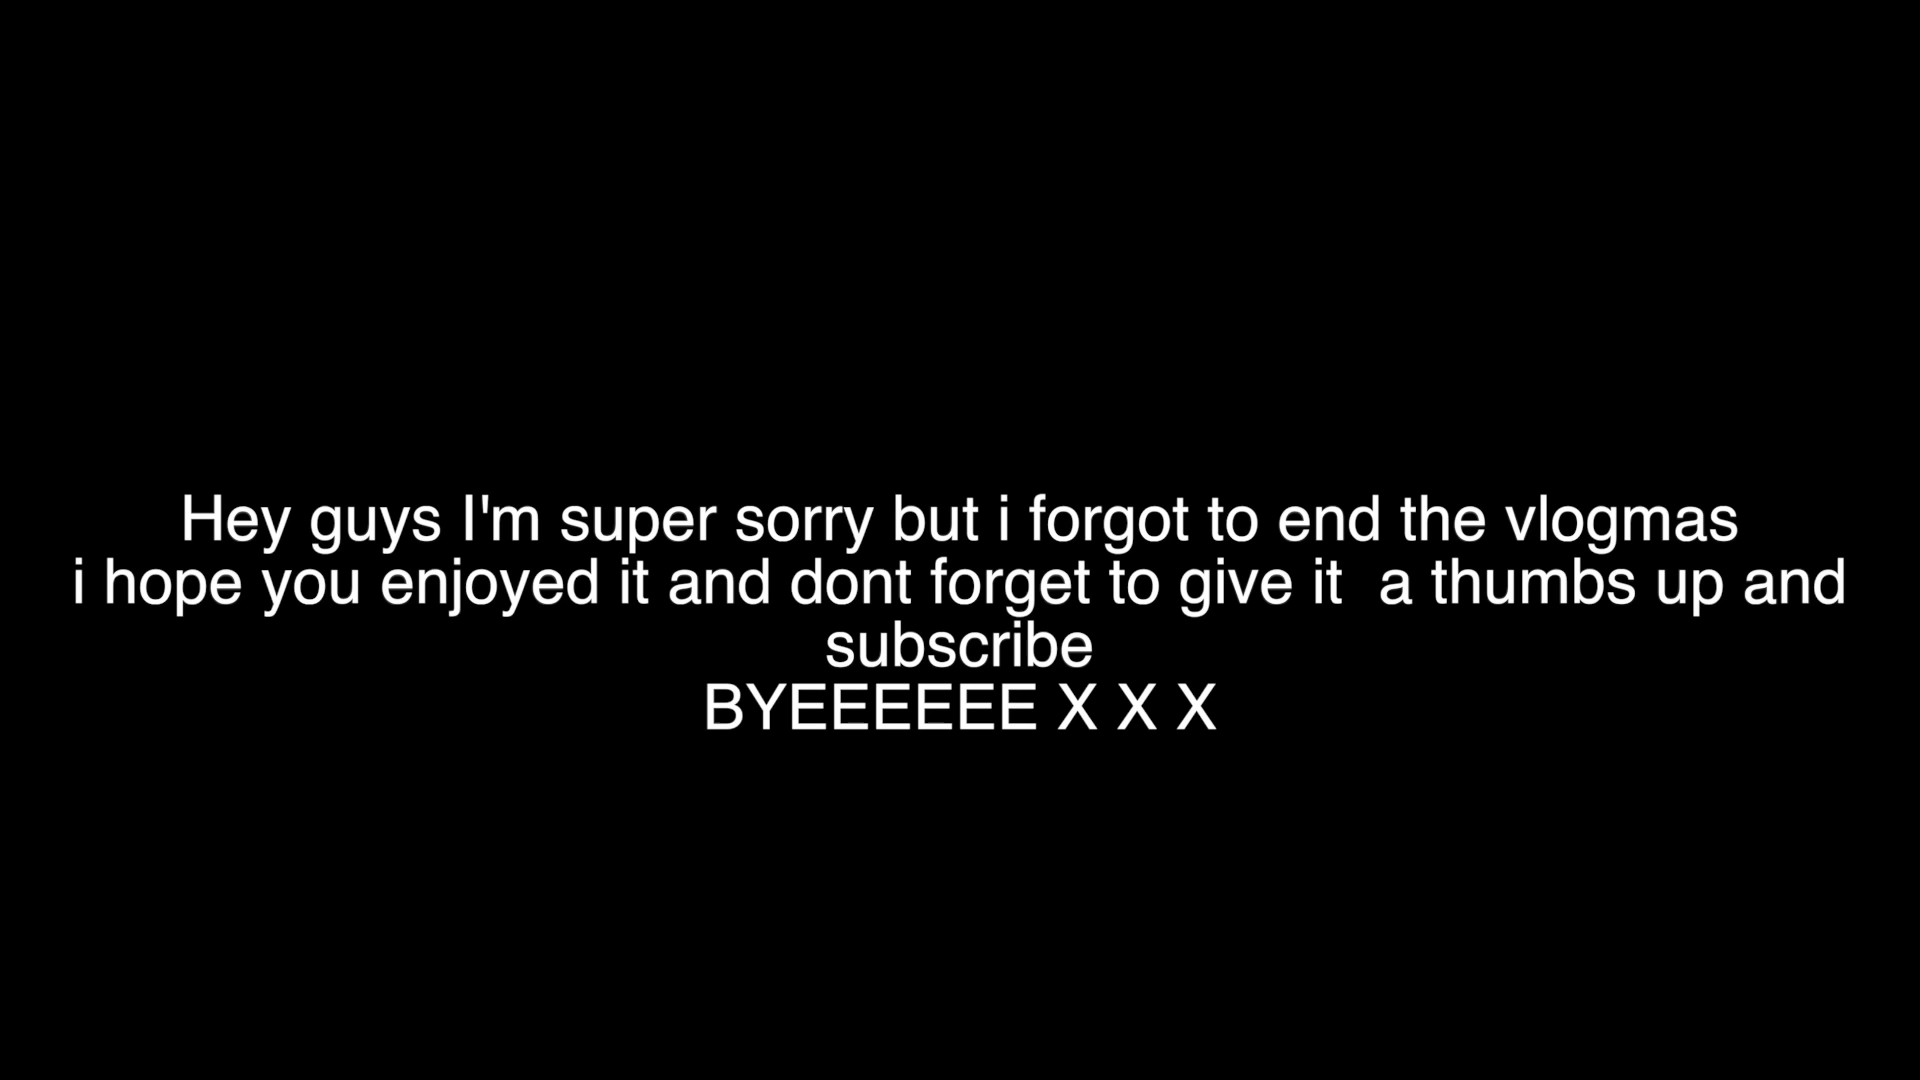 Hey guys I'm super sorry but i forgot to end the vlogmas
i hope you enjoyed it and dont forget to give it  a thumbs up and
subscribe
BYEEEEEE X X X